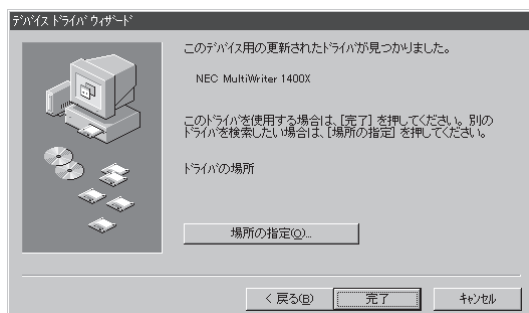 ﾃﾞﾊﾞｲｽ ﾄﾞﾗｲﾊﾞ ｳｨｻﾞｰﾄﾞ
このﾃﾞﾊﾞｲｽ用の更新されたﾄﾞﾗｲﾊﾞが見つかりました。
NEC MultiWriter 1400X
このﾄﾞﾗｲﾊﾞを使用する場合は、[完了] を押してください。別の
ﾄﾞﾗｲﾊﾞを検索したい場合は、[場所の指定] を押してください。
ﾄﾞﾗｲﾊﾞの場所
場所の指定(O)...
< 戻る(B)
完了
ｷｬﾝｾﾙ